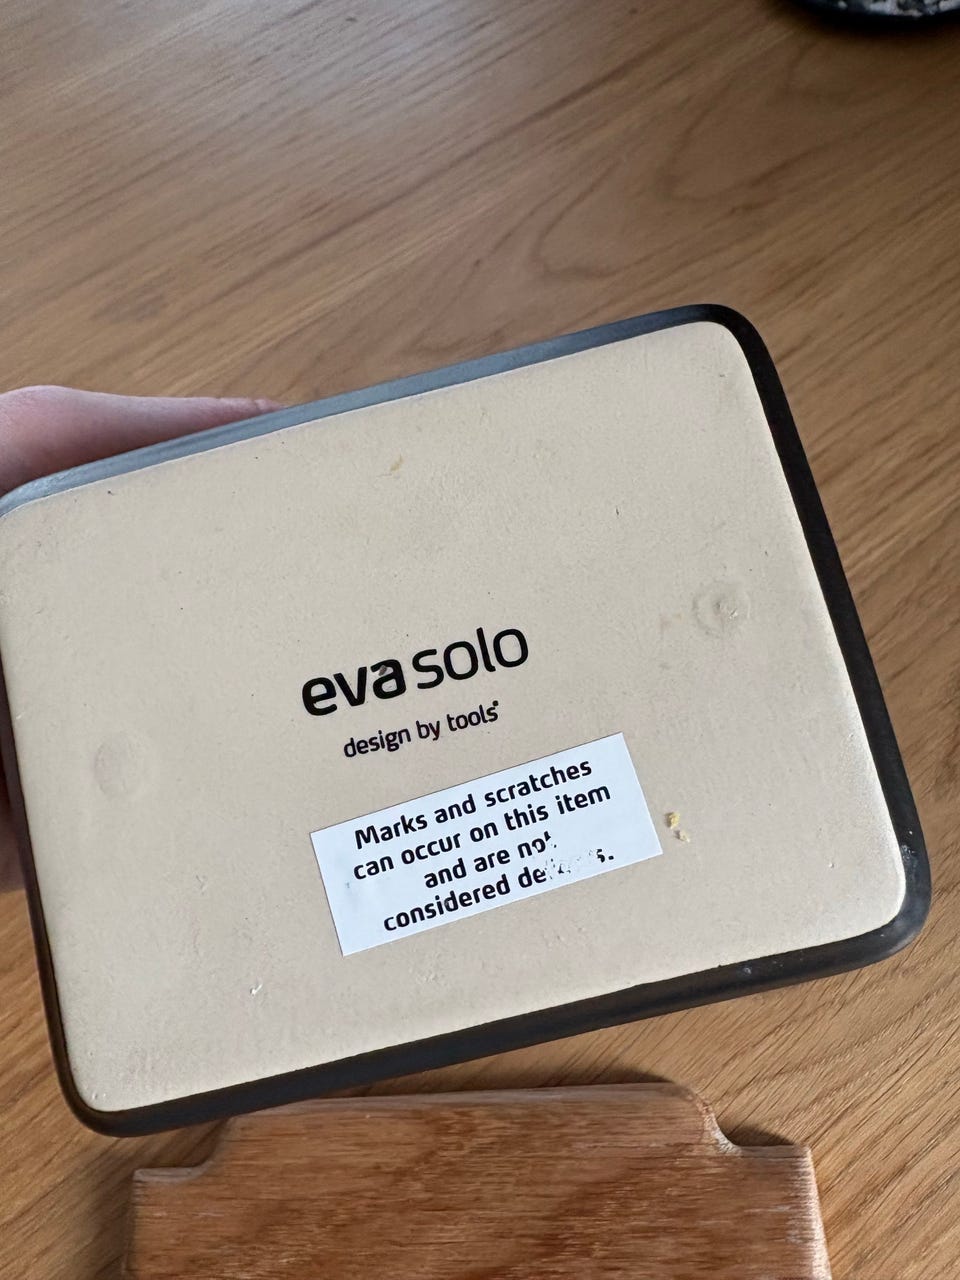 eva solo
design by tools®
Marks and scratches
can occur on this item
and are not
considered